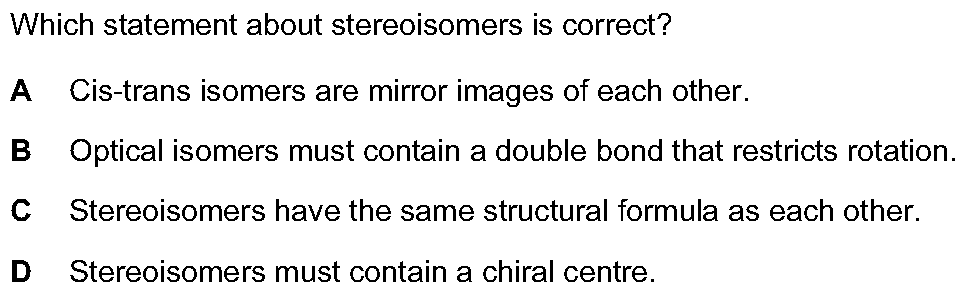 Which statement about stereoisomers is correct?
A Cis-trans isomers are mirror images of each other.
B Optical isomers must contain a double bond that restricts rotation.
C Stereoisomers have the same structural formula as each other.
D Stereoisomers must contain a chiral centre.